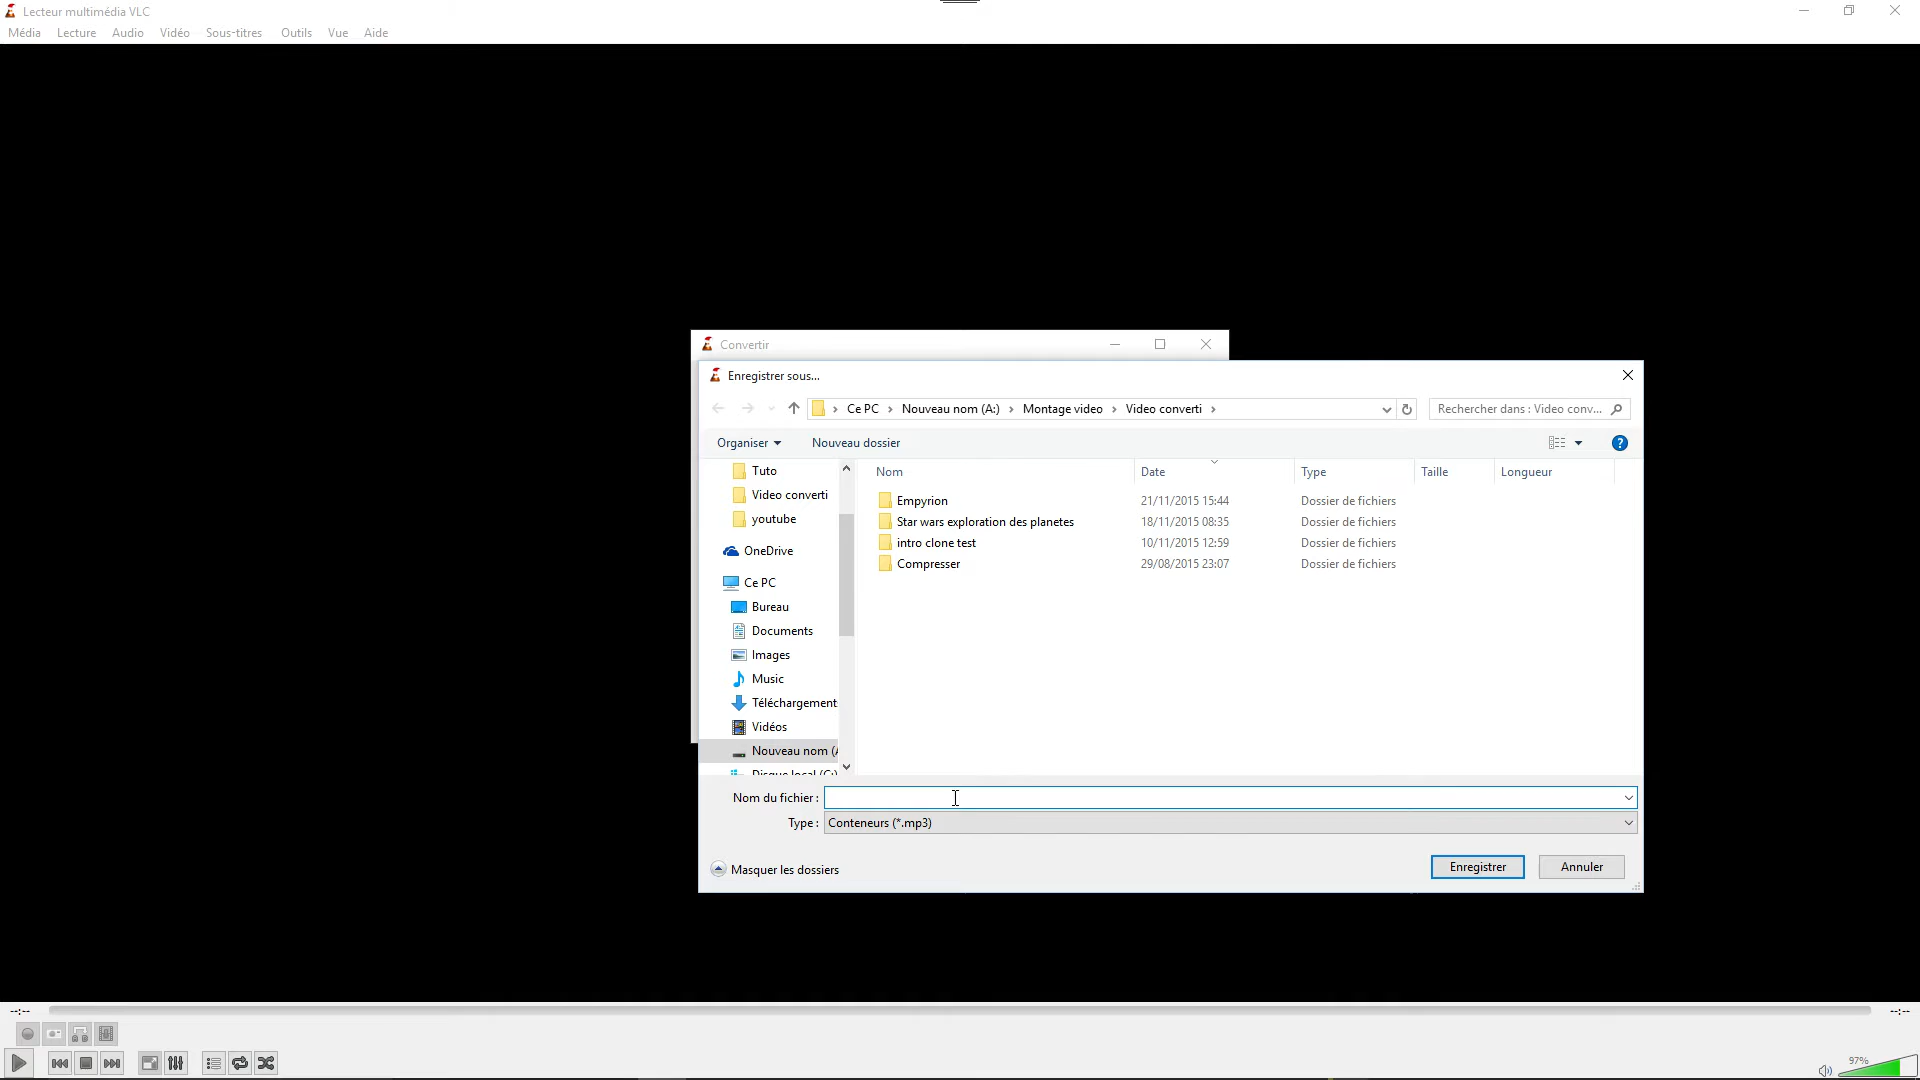 Lecteur multimédia VLC
Média Lecture Audio Vidéo Sous-titres Outils Vue Aide
Convertir
Enregistrer sous...
Ce PC Nouveau nom (A:) Montage video Video converti
Rechercher dans : Video conv...
Organiser Nouveau dossier
?
Tuto
Video converti
youtube
OneDrive
Ce PC
Bureau
Documents
Images
Music
Téléchargement
Vidéos
Nouveau nom (A
Disque local (C:)
Nom Date Type Taille Longueur
Empyrion 21/11/2015 15:44 Dossier de fichiers
Star wars exploration des planetes 18/11/2015 08:35 Dossier de fichiers
intro clone test 10/11/2015 12:59 Dossier de fichiers
Compresser 29/08/2015 23:07 Dossier de fichiers
Nom du fichier :
Type : Conteneurs (*.mp3)
Masquer les dossiers
Enregistrer Annuler
--:-- --:--
97%